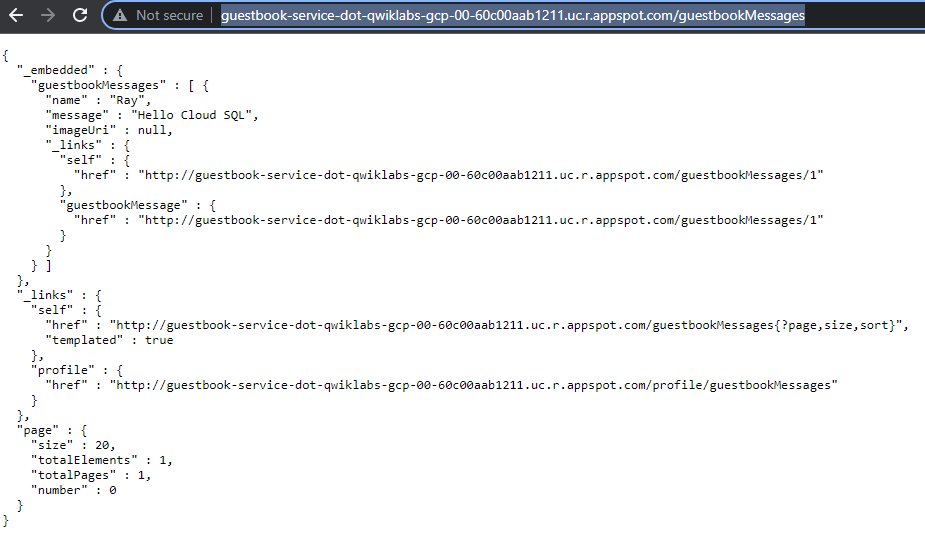 Not secure | guestbook-service-dot-qwiklabs-gcp-00-60c00aab1211.uc.r.appspot.com/guestbookMessages
{
  "_embedded" : {
    "guestbookMessages" : [ {
      "name" : "Ray",
      "message" : "Hello Cloud SQL",
      "imageUri" : null,
      "_links" : {
        "self" : {
          "href" : "http://guestbook-service-dot-qwiklabs-gcp-00-60c00aab1211.uc.r.appspot.com/guestbookMessages/1"
        },
        "guestbookMessage" : {
          "href" : "http://guestbook-service-dot-qwiklabs-gcp-00-60c00aab1211.uc.r.appspot.com/guestbookMessages/1"
        }
      }
    } ]
  },
  "_links" : {
    "self" : {
      "href" : "http://guestbook-service-dot-qwiklabs-gcp-00-60c00aab1211.uc.r.appspot.com/guestbookMessages{?page,size,sort}",
      "templated" : true
    },
    "profile" : {
      "href" : "http://guestbook-service-dot-qwiklabs-gcp-00-60c00aab1211.uc.r.appspot.com/profile/guestbookMessages"
    }
  },
  "page" : {
    "size" : 20,
    "totalElements" : 1,
    "totalPages" : 1,
    "number" : 0
  }
}